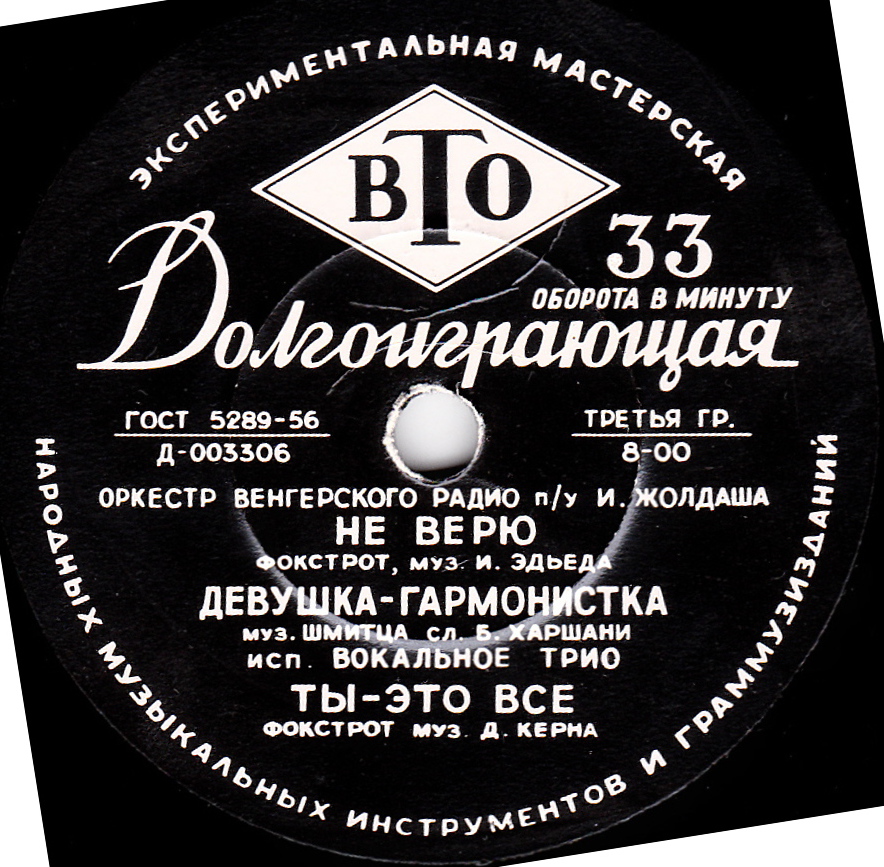 ЭКСПЕРИМЕНТАЛЬНАЯ МАСТЕРСКАЯ
ВТО
33
ОБОРОТА В МИНУТУ
Долгоиграющая
ГОСТ 5289-56
Д-003306
ТРЕТЬЯ ГР.
8-00
ОРКЕСТР ВЕНГЕРСКОГО РАДИО п/у И. ЖОЛДАША
НЕ ВЕРЮ
ФОКСТРОТ, МУЗ. И. ЭДЬЕДА
ДЕВУШКА-ГАРМОНИСТКА
МУЗ. ШМИТЦА СЛ. Б. ХАРШАНИ
ИСП. ВОКАЛЬНОЕ ТРИО
ТЫ-ЭТО ВСЕ
ФОКСТРОТ МУЗ. Д. КЕРНА
НАРОДНЫХ МУЗЫКАЛЬНЫХ ИНСТРУМЕНТОВ И ГРАММУЗИЗДАНИЙ